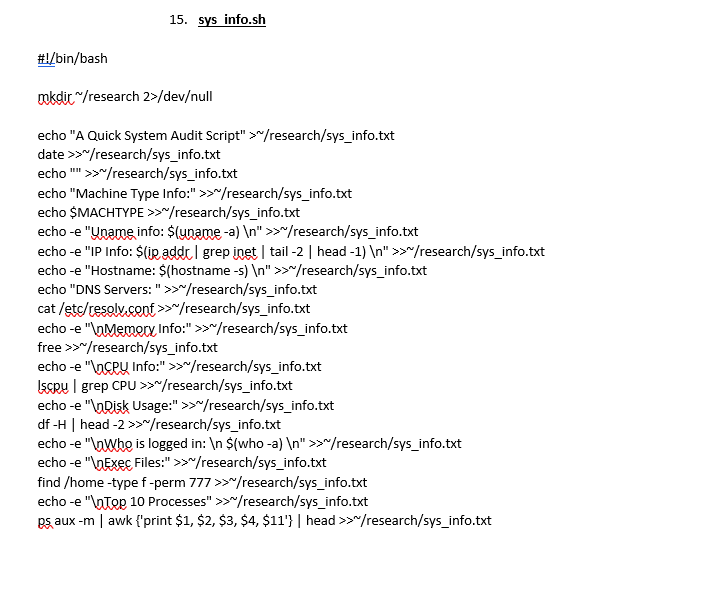 15. sys_info.sh
#!/bin/bash
mkdir ~/research 2>/dev/null
echo "A Quick System Audit Script" >~/research/sys_info.txt
date >>~/research/sys_info.txt
echo "" >>~/research/sys_info.txt
echo "Machine Type Info:" >>~/research/sys_info.txt
echo $MACHTYPE >>~/research/sys_info.txt
echo -e "Uname info: $(uname -a) \n" >>~/research/sys_info.txt
echo -e "IP Info: $(ip addr | grep inet | tail -2 | head -1) \n" >>~/research/sys_info.txt
echo -e "Hostname: $(hostname -s) \n" >>~/research/sys_info.txt
echo "DNS Servers: " >>~/research/sys_info.txt
cat /etc/resolv.conf >>~/research/sys_info.txt
echo -e "\nMemory Info:" >>~/research/sys_info.txt
free >>~/research/sys_info.txt
echo -e "\nCPU Info:" >>~/research/sys_info.txt
lscpu | grep CPU >>~/research/sys_info.txt
echo -e "\nDisk Usage:" >>~/research/sys_info.txt
df -H | head -2 >>~/research/sys_info.txt
echo -e "\nWho is logged in: \n $(who -a) \n" >>~/research/sys_info.txt
echo -e "\nExec Files:" >>~/research/sys_info.txt
find /home -type f -perm 777 >>~/research/sys_info.txt
echo -e "\nTop 10 Processes" >>~/research/sys_info.txt
ps aux -m | awk {'print $1, $2, $3, $4, $11'} | head >>~/research/sys_info.txt